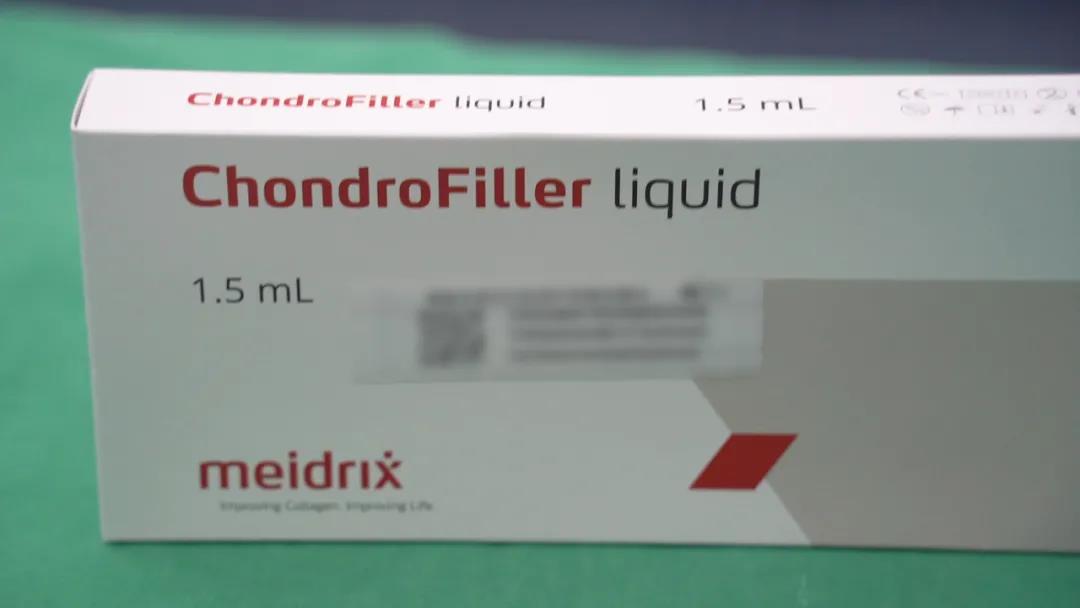 ChondroFiller liquid 1.5 mL
ChondroFiller liquid
1.5 mL
meidrix
Improving Collagen. Improving Life.